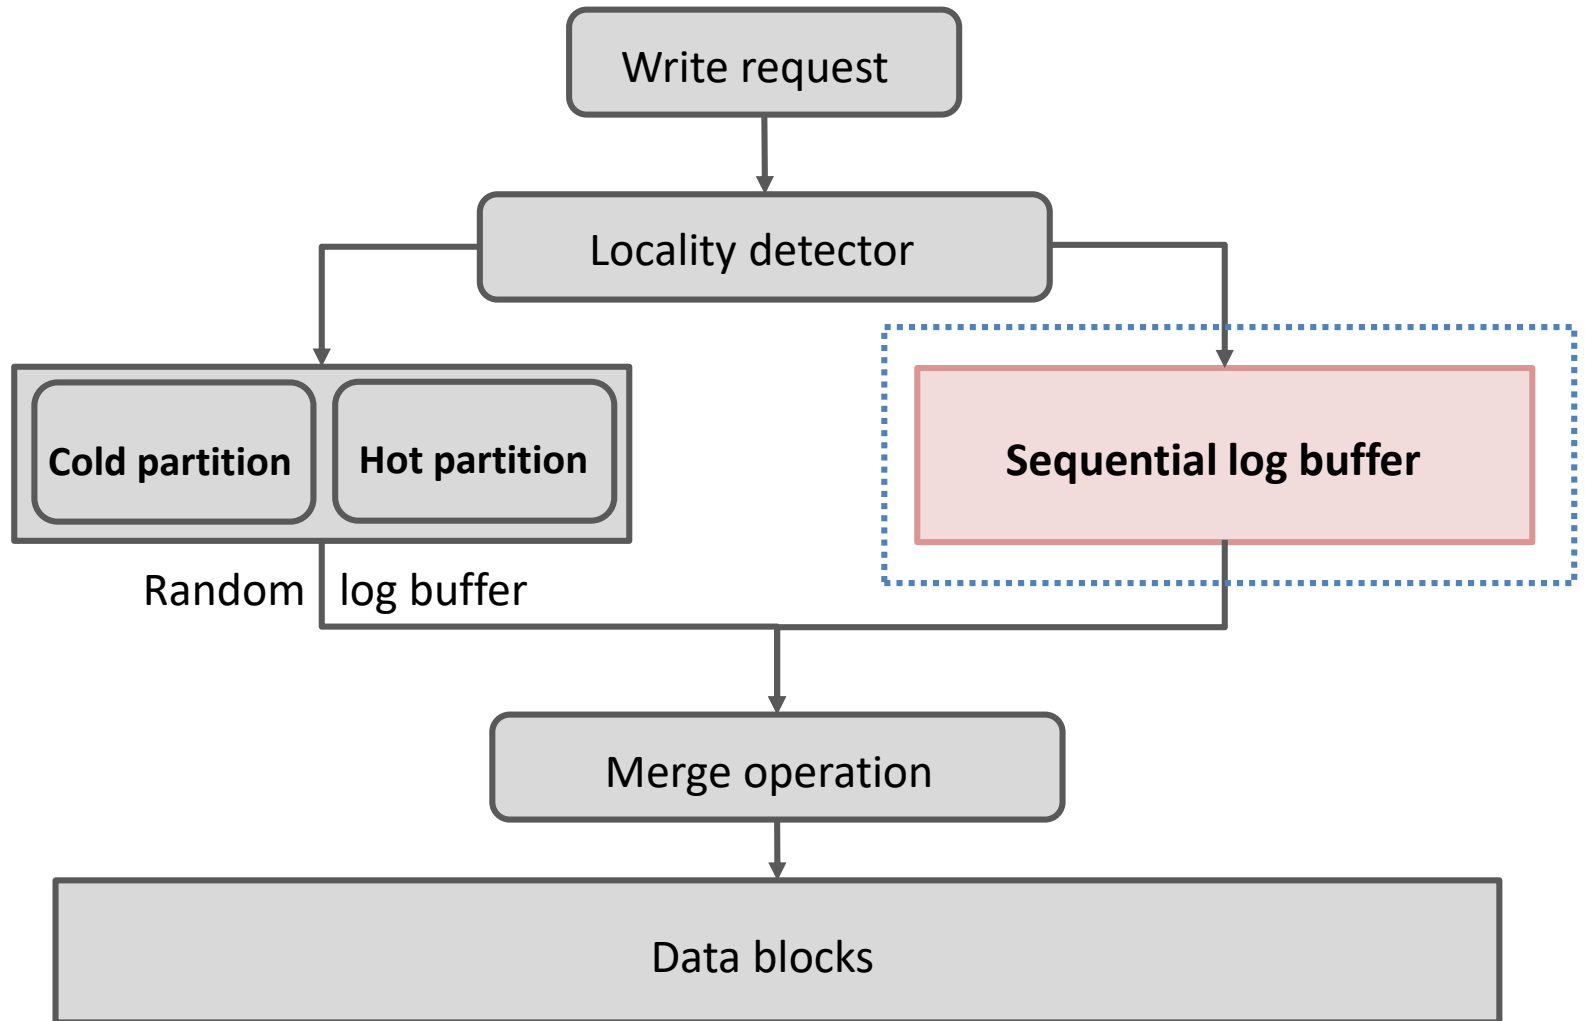 Write request
Locality detector
Cold partition
Hot partition
Sequential log buffer
Random log buffer
Merge operation
Data blocks